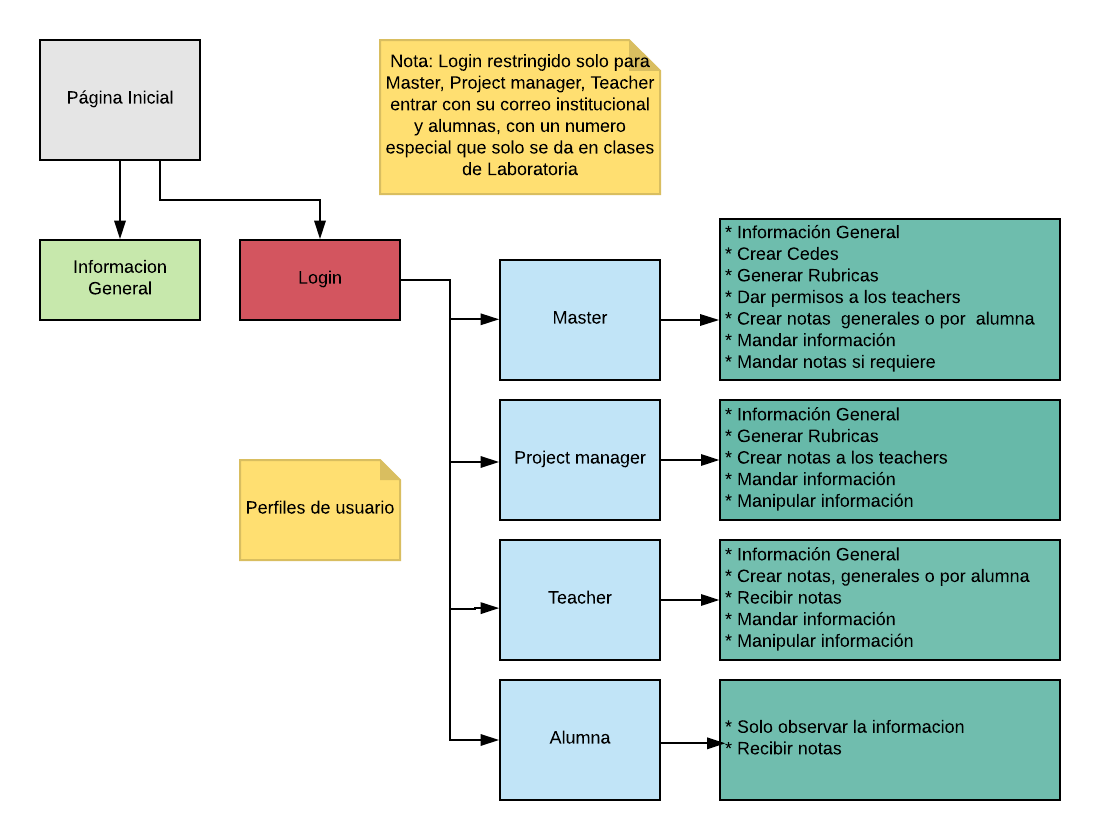 Página Inicial
Nota: Login restringido solo para
Master, Project manager, Teacher
entrar con su correo institucional
y alumnas, con un numero
especial que solo se da en clases
de Laboratoria
Informacion
General
Login
Master
* Información General
* Crear Cedes
* Generar Rubricas
* Dar permisos a los teachers
* Crear notas  generales o por  alumna
* Mandar información
* Mandar notas si requiere
Project manager
* Información General
* Generar Rubricas
* Crear notas a los teachers
* Mandar información
* Manipular información
Perfiles de usuario
Teacher
* Información General
* Crear notas, generales o por alumna
* Recibir notas
* Mandar información
* Manipular información
Alumna
* Solo observar la informacion
* Recibir notas